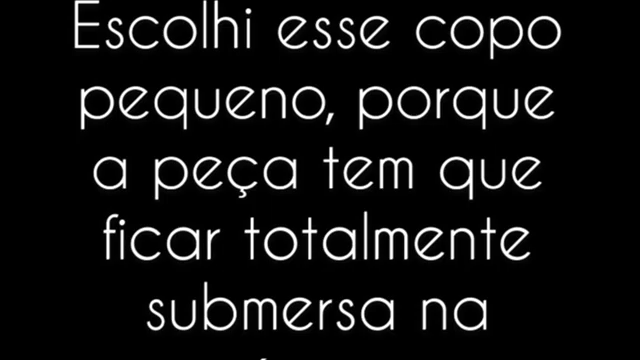 Escolhi esse copo
pequeno, porque
a peça tem que
ficar totalmente
submersa na